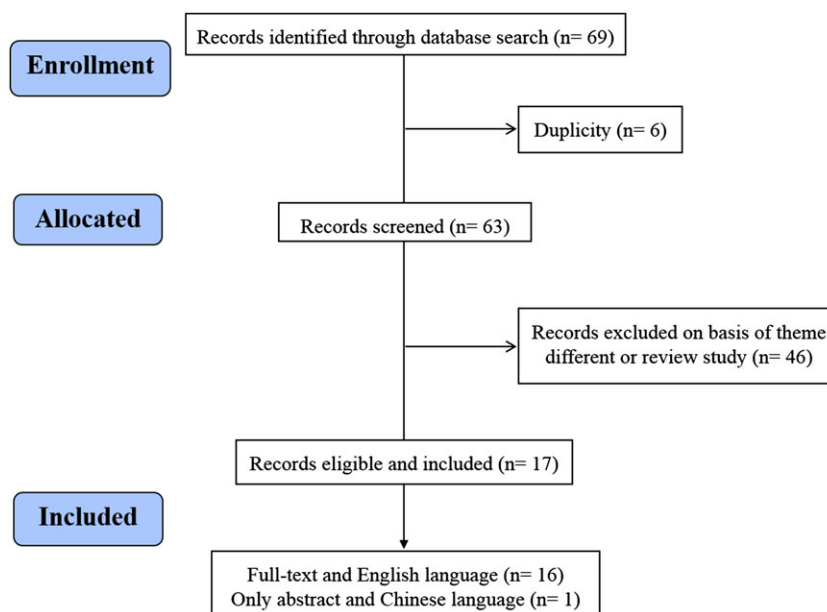 Records identified through database search (n= 69)
Enrollment
Duplicity (n= 6)
Allocated
Records screened (n= 63)
Records excluded on basis of theme
different or review study (n= 46)
Records eligible and included (n= 17)
Included
Full-text and English language (n= 16)
Only abstract and Chinese language (n= 1)